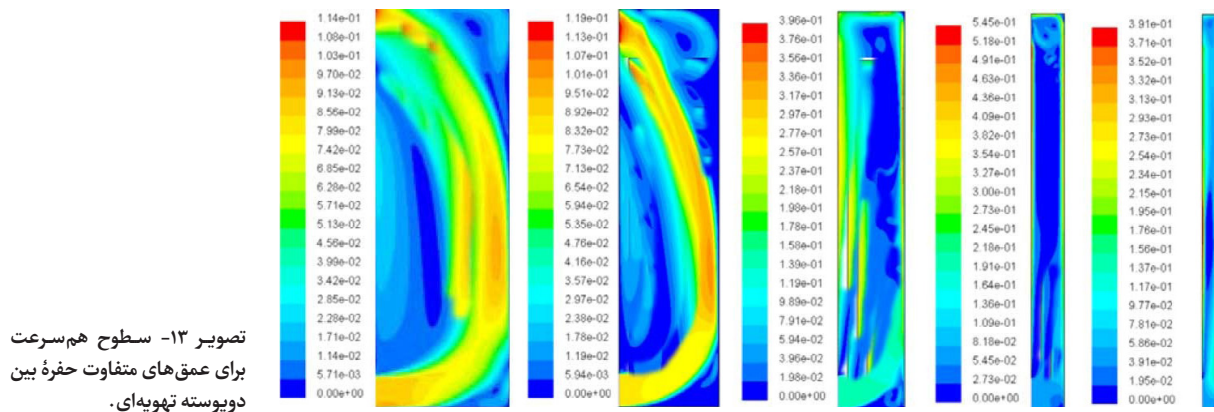 1.14e-01
1.08e-01
1.03e-01
9.70e-02
9.13e-02
8.56e-02
7.99e-02
7.42e-02
6.85e-02
6.28e-02
5.71e-02
5.13e-02
4.56e-02
3.99e-02
3.42e-02
2.85e-02
2.28e-02
1.71e-02
1.14e-02
5.71e-03
0.00e+00
1.19e-01
1.13e-01
1.07e-01
1.01e-01
9.51e-02
8.92e-02
8.32e-02
7.73e-02
7.13e-02
6.54e-02
5.94e-02
5.35e-02
4.76e-02
4.16e-02
3.57e-02
2.97e-02
2.38e-02
1.78e-02
1.19e-02
5.94e-03
0.00e+00
3.96e-01
3.76e-01
3.56e-01
3.36e-01
3.17e-01
2.97e-01
2.77e-01
2.57e-01
2.37e-01
2.18e-01
1.98e-01
1.78e-01
1.58e-01
1.39e-01
1.19e-01
9.89e-02
7.91e-02
5.94e-02
3.96e-02
1.98e-02
0.00e+00
5.45e-01
5.18e-01
4.91e-01
4.63e-01
4.36e-01
4.09e-01
3.82e-01
3.54e-01
3.27e-01
3.00e-01
2.73e-01
2.45e-01
2.18e-01
1.91e-01
1.64e-01
1.36e-01
1.09e-01
8.18e-02
5.45e-02
2.73e-02
0.00e+00
3.91e-01
3.71e-01
3.52e-01
3.32e-01
3.13e-01
2.93e-01
2.73e-01
2.54e-01
2.34e-01
2.15e-01
1.95e-01
1.76e-01
1.56e-01
1.37e-01
1.17e-01
9.77e-02
7.81e-02
5.86e-02
3.91e-02
1.95e-02
0.00e+00
تصویر ۱۳- سطوح هم‌سرعت
برای عمق‌های متفاوت حفرهٔ بین
دوپوسته تهویه‌ای.